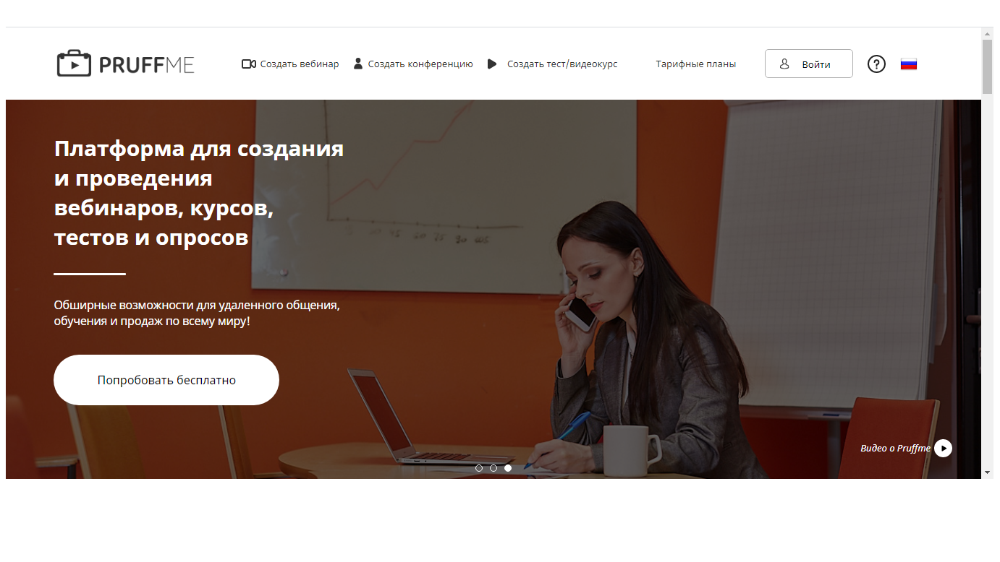 PRUFFME
Создать вебинар
Создать конференцию
Создать тест/видеокурс
Тарифные планы
Войти
Платформа для создания
и проведения
вебинаров, курсов,
тестов и опросов
Обширные возможности для удаленного общения,
обучения и продаж по всему миру!
Попробовать бесплатно
Видео о Pruffme